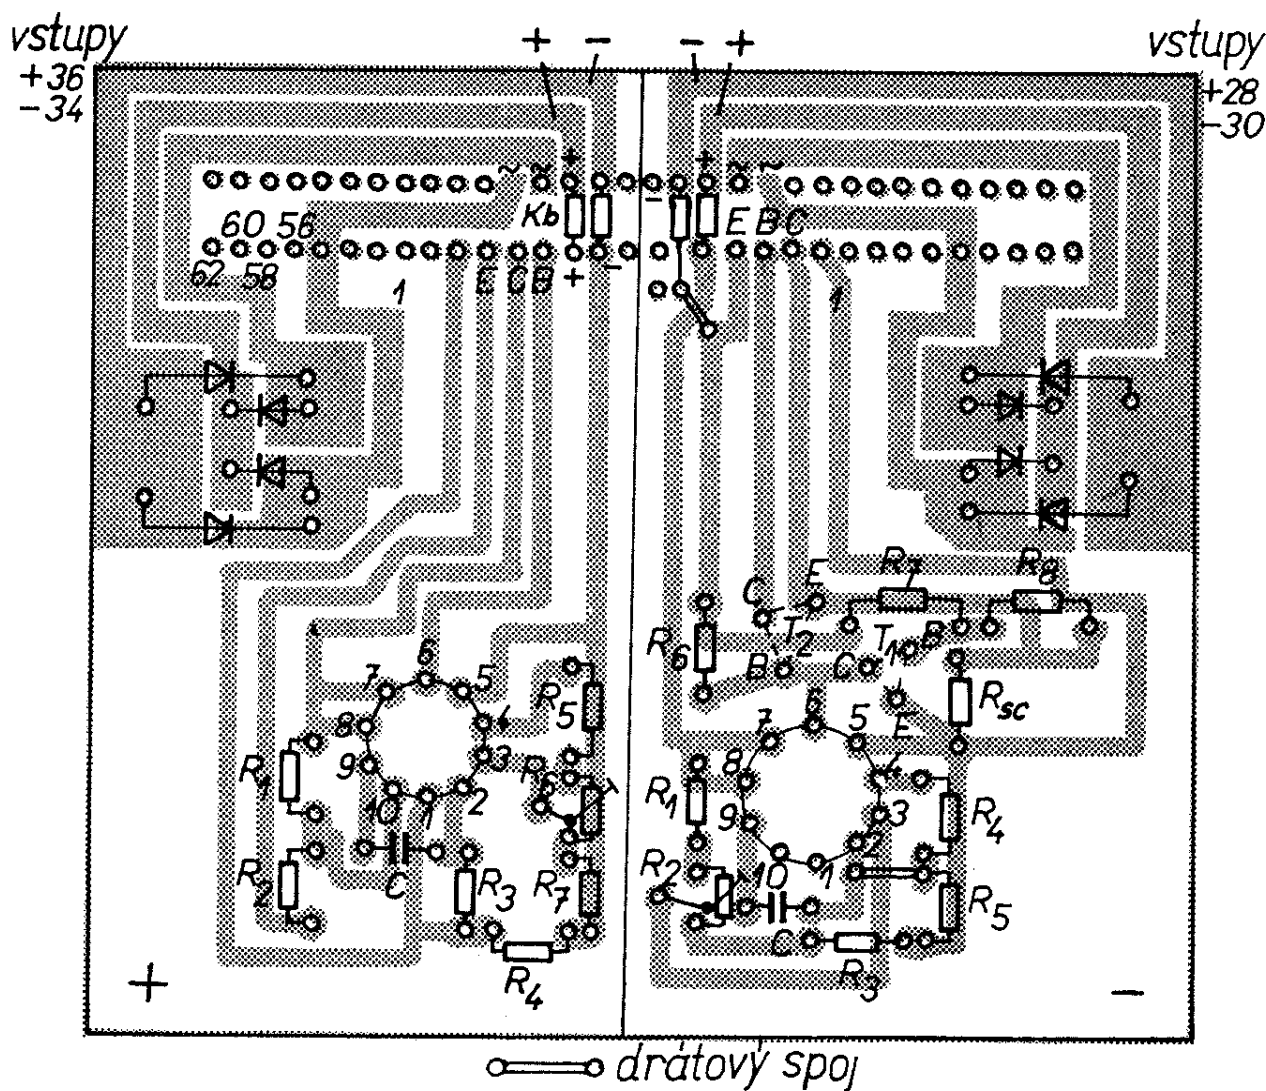 vstupy + − − + vstupy
+36 +28
−34 −30
~ ≈ + + ≈ ~
Kb − E B C
60 56
62 58 1 E C B + − 1
R7 R8
C E
R6 T2 T1 B
B C
6 Rsc
7 5 R5 6 E
8 4 7 5
R1 9 3 R6 8 4
10 1 2 R1 9 3 R4
R2 C R3 R7 R2 10 1 2 R5
C R3
+ R4 −
drátový spoj